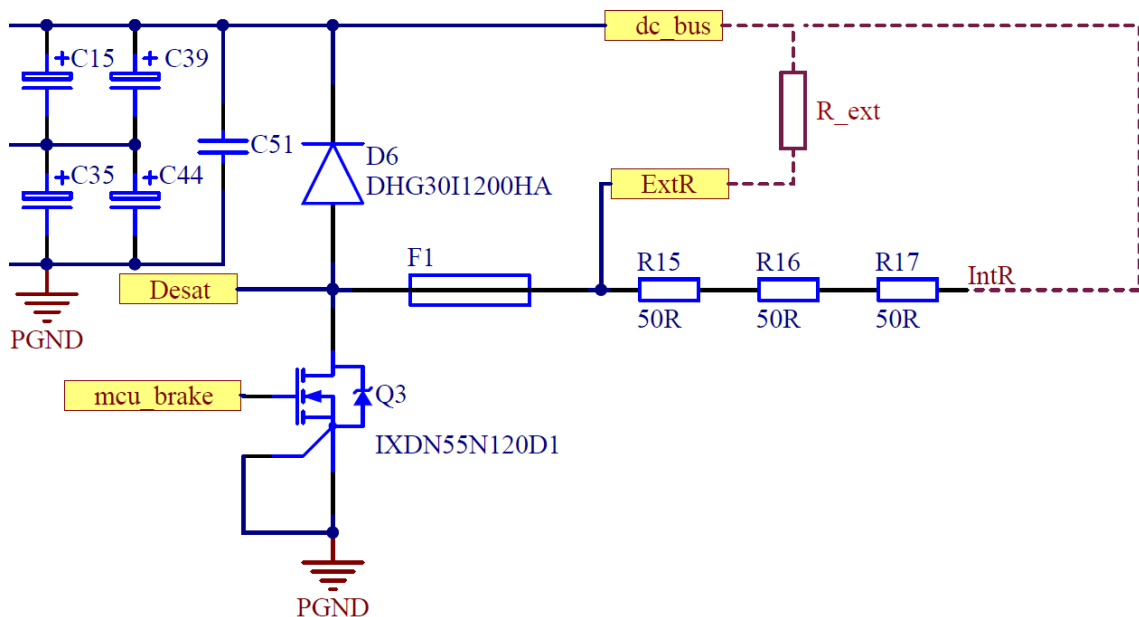 dc_bus
+C15
+C39
R_ext
C51
D6
DHG30I1200HA
+C35
+C44
ExtR
F1
R15
R16
R17
IntR
Desat
50R
50R
50R
PGND
mcu_brake
Q3
IXDN55N120D1
PGND